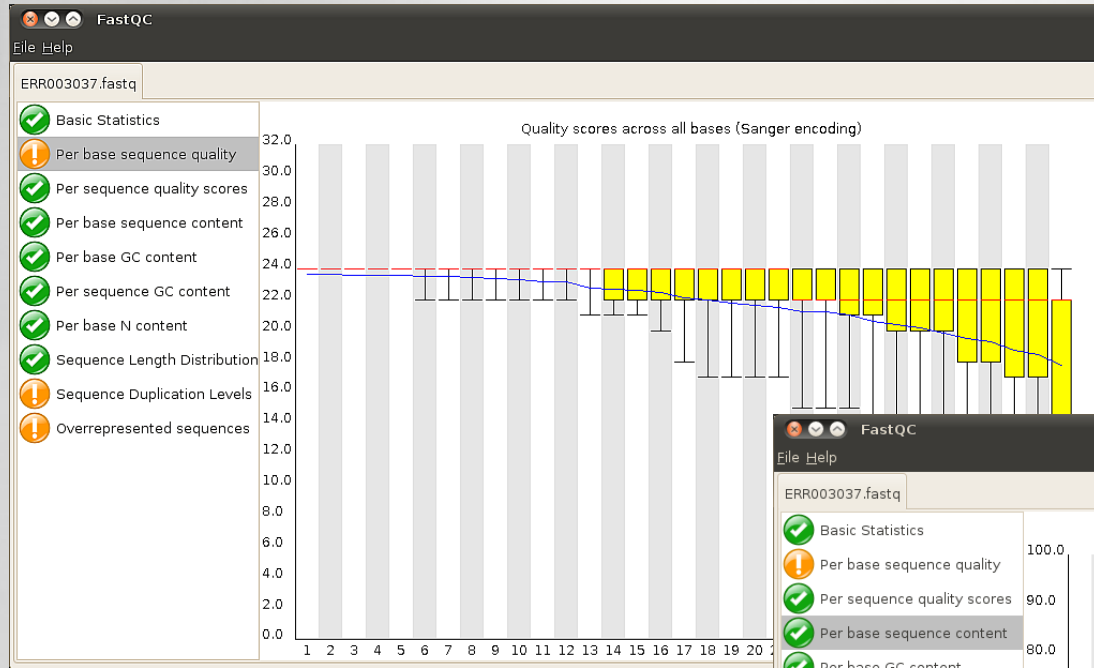 FastQC
File Help
ERR003037.fastq
Basic Statistics
Per base sequence quality
Per sequence quality scores
Per base sequence content
Per base GC content
Per sequence GC content
Per base N content
Sequence Length Distribution
Sequence Duplication Levels
Overrepresented sequences
Quality scores across all bases (Sanger encoding)
32.0
30.0
28.0
26.0
24.0
22.0
20.0
18.0
16.0
14.0
12.0
10.0
8.0
6.0
4.0
2.0
0.0
1 2 3 4 5 6 7 8 9 10 11 12 13 14 15 16 17 18 19 20
FastQC
File Help
ERR003037.fastq
Basic Statistics
Per base sequence quality
Per sequence quality scores
Per base sequence content
Per base GC content
100.0
90.0
80.0